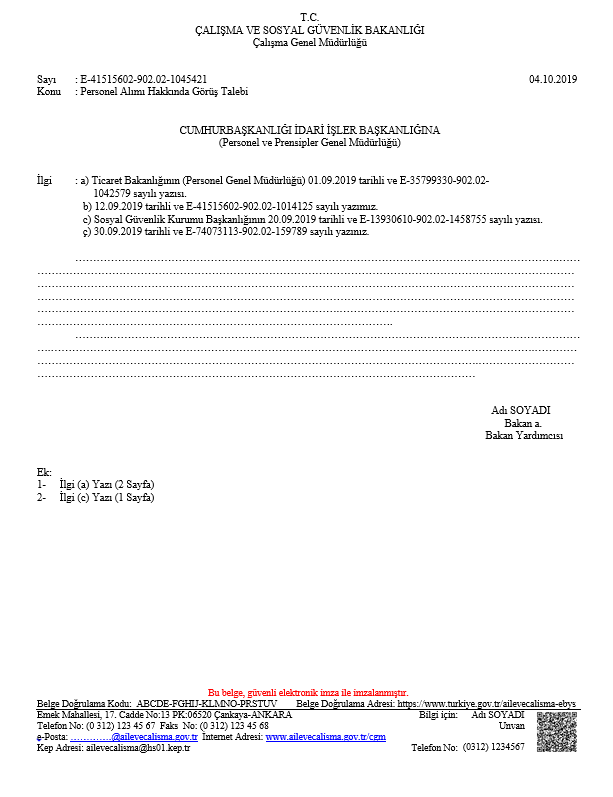 T.C.
ÇALIŞMA VE SOSYAL GÜVENLİK BAKANLIĞI
Çalışma Genel Müdürlüğü
Sayı : E-41515602-902.02-1045421 04.10.2019
Konu : Personel Alımı Hakkında Görüş Talebi
CUMHURBAŞKANLIĞI İDARİ İŞLER BAŞKANLIĞINA
(Personel ve Prensipler Genel Müdürlüğü)
İlgi : a) Ticaret Bakanlığının (Personel Genel Müdürlüğü) 01.09.2019 tarihli ve E-35799330-902.02-
1042579 sayılı yazısı.
b) 12.09.2019 tarihli ve E-41515602-902.02-1014125 sayılı yazımız.
c) Sosyal Güvenlik Kurumu Başkanlığının 20.09.2019 tarihli ve E-13930610-902.02-1458755 sayılı yazısı.
ç) 30.09.2019 tarihli ve E-74073113-902.02-159789 sayılı yazınız.
Adı SOYADI
Bakan a.
Bakan Yardımcısı
Ek:
1- İlgi (a) Yazı (2 Sayfa)
2- İlgi (c) Yazı (1 Sayfa)
Bu belge, güvenli elektronik imza ile imzalanmıştır.
Belge Doğrulama Kodu: ABCDE-FGHIJ-KLMNO-PRSTUV Belge Doğrulama Adresi: https://www.turkiye.gov.tr/ailevecalisma-ebys
Emek Mahallesi, 17. Cadde No:13 PK:06520 Çankaya-ANKARA Bilgi için: Adı SOYADI
Telefon No: (0 312) 123 45 67 Faks No: (0 312) 123 45 68 Unvan
e-Posta: ………….@ailevecalisma.gov.tr İnternet Adresi: www.ailevecalisma.gov.tr/cgm
Kep Adresi: ailevecalisma@hs01.kep.tr Telefon No: (0312) 1234567